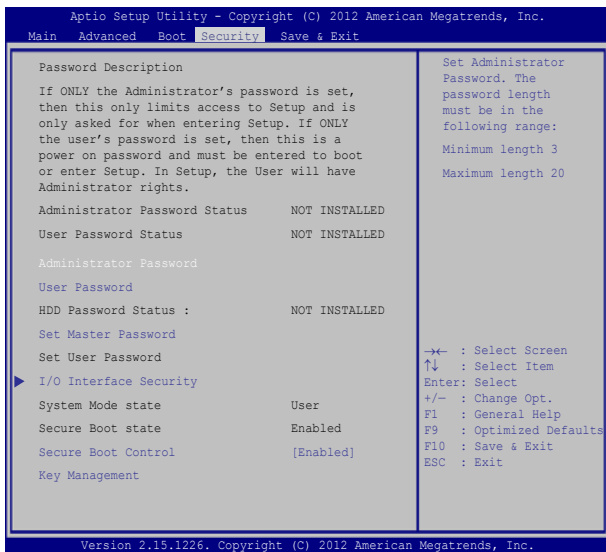 Aptio Setup Utility - Copyright (C) 2012 American Megatrends, Inc.
Main Advanced Boot Security Save & Exit
Password Description
If ONLY the Administrator's password is set,
then this only limits access to Setup and is
only asked for when entering Setup. If ONLY
the user's password is set, then this is a
power on password and must be entered to boot
or enter Setup. In Setup, the User will have
Administrator rights.
Administrator Password Status NOT INSTALLED
User Password Status NOT INSTALLED
Administrator Password
User Password
HDD Password Status : NOT INSTALLED
Set Master Password
Set User Password
I/O Interface Security
System Mode state User
Secure Boot state Enabled
Secure Boot Control [Enabled]
Key Management
Set Administrator
Password. The
password length
must be in the
following range:
Minimum length 3
Maximum length 20
→← : Select Screen
↑↓ : Select Item
Enter: Select
+/— : Change Opt.
F1 : General Help
F9 : Optimized Defaults
F10 : Save & Exit
ESC : Exit
Version 2.15.1226. Copyright (C) 2012 American Megatrends, Inc.